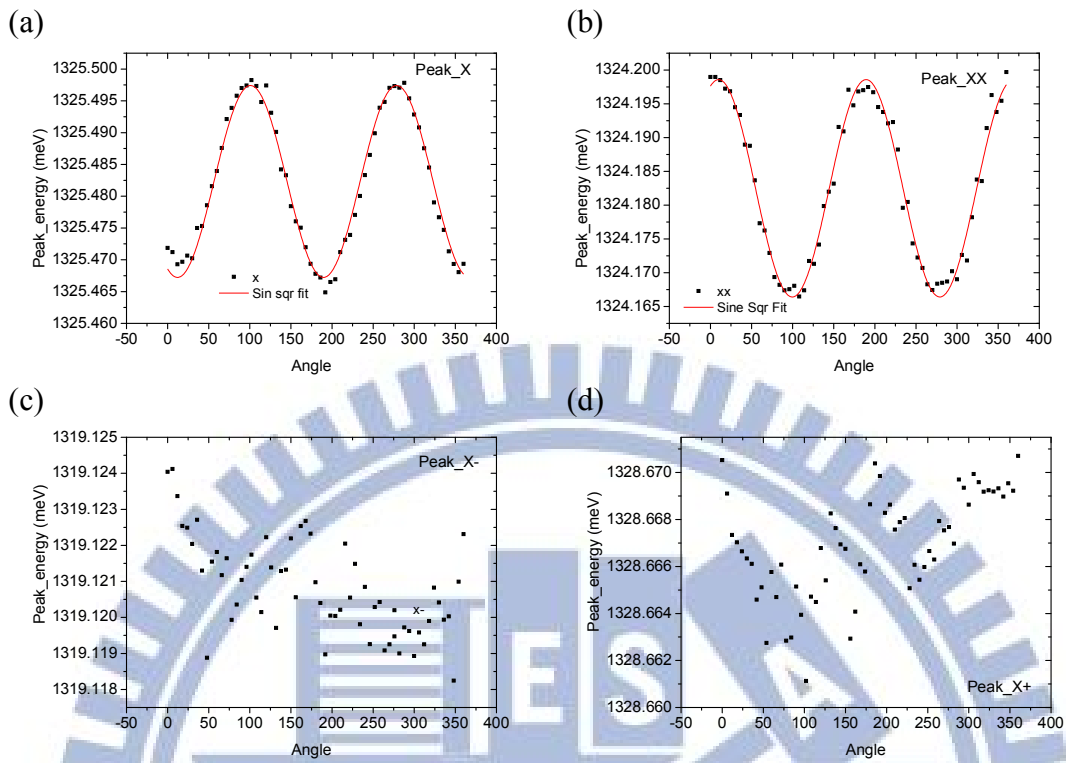 (a)
Peak_X
1325.500
1325.495
1325.490
1325.485
1325.480
1325.475
1325.470
1325.465
1325.460
Peak_energy (meV)
x
Sin sqr fit
-50 0 50 100 150 200 250 300 350 400
Angle
(b)
Peak_XX
1324.200
1324.195
1324.190
1324.185
1324.180
1324.175
1324.170
1324.165
Peak_energy (meV)
xx
Sine Sqr Fit
-50 0 50 100 150 200 250 300 350 400
Angle
(c)
Peak_X-
1319.125
1319.124
1319.123
1319.122
1319.121
1319.120
1319.119
1319.118
Peak_energy (meV)
x-
-50 0 50 100 150 200 250 300 350 400
Angle
(d)
1328.670
1328.668
1328.666
1328.664
1328.662
1328.660
Peak_energy (meV)
Peak_X+
-50 0 50 100 150 200 250 300 350 400
Angle
ESA